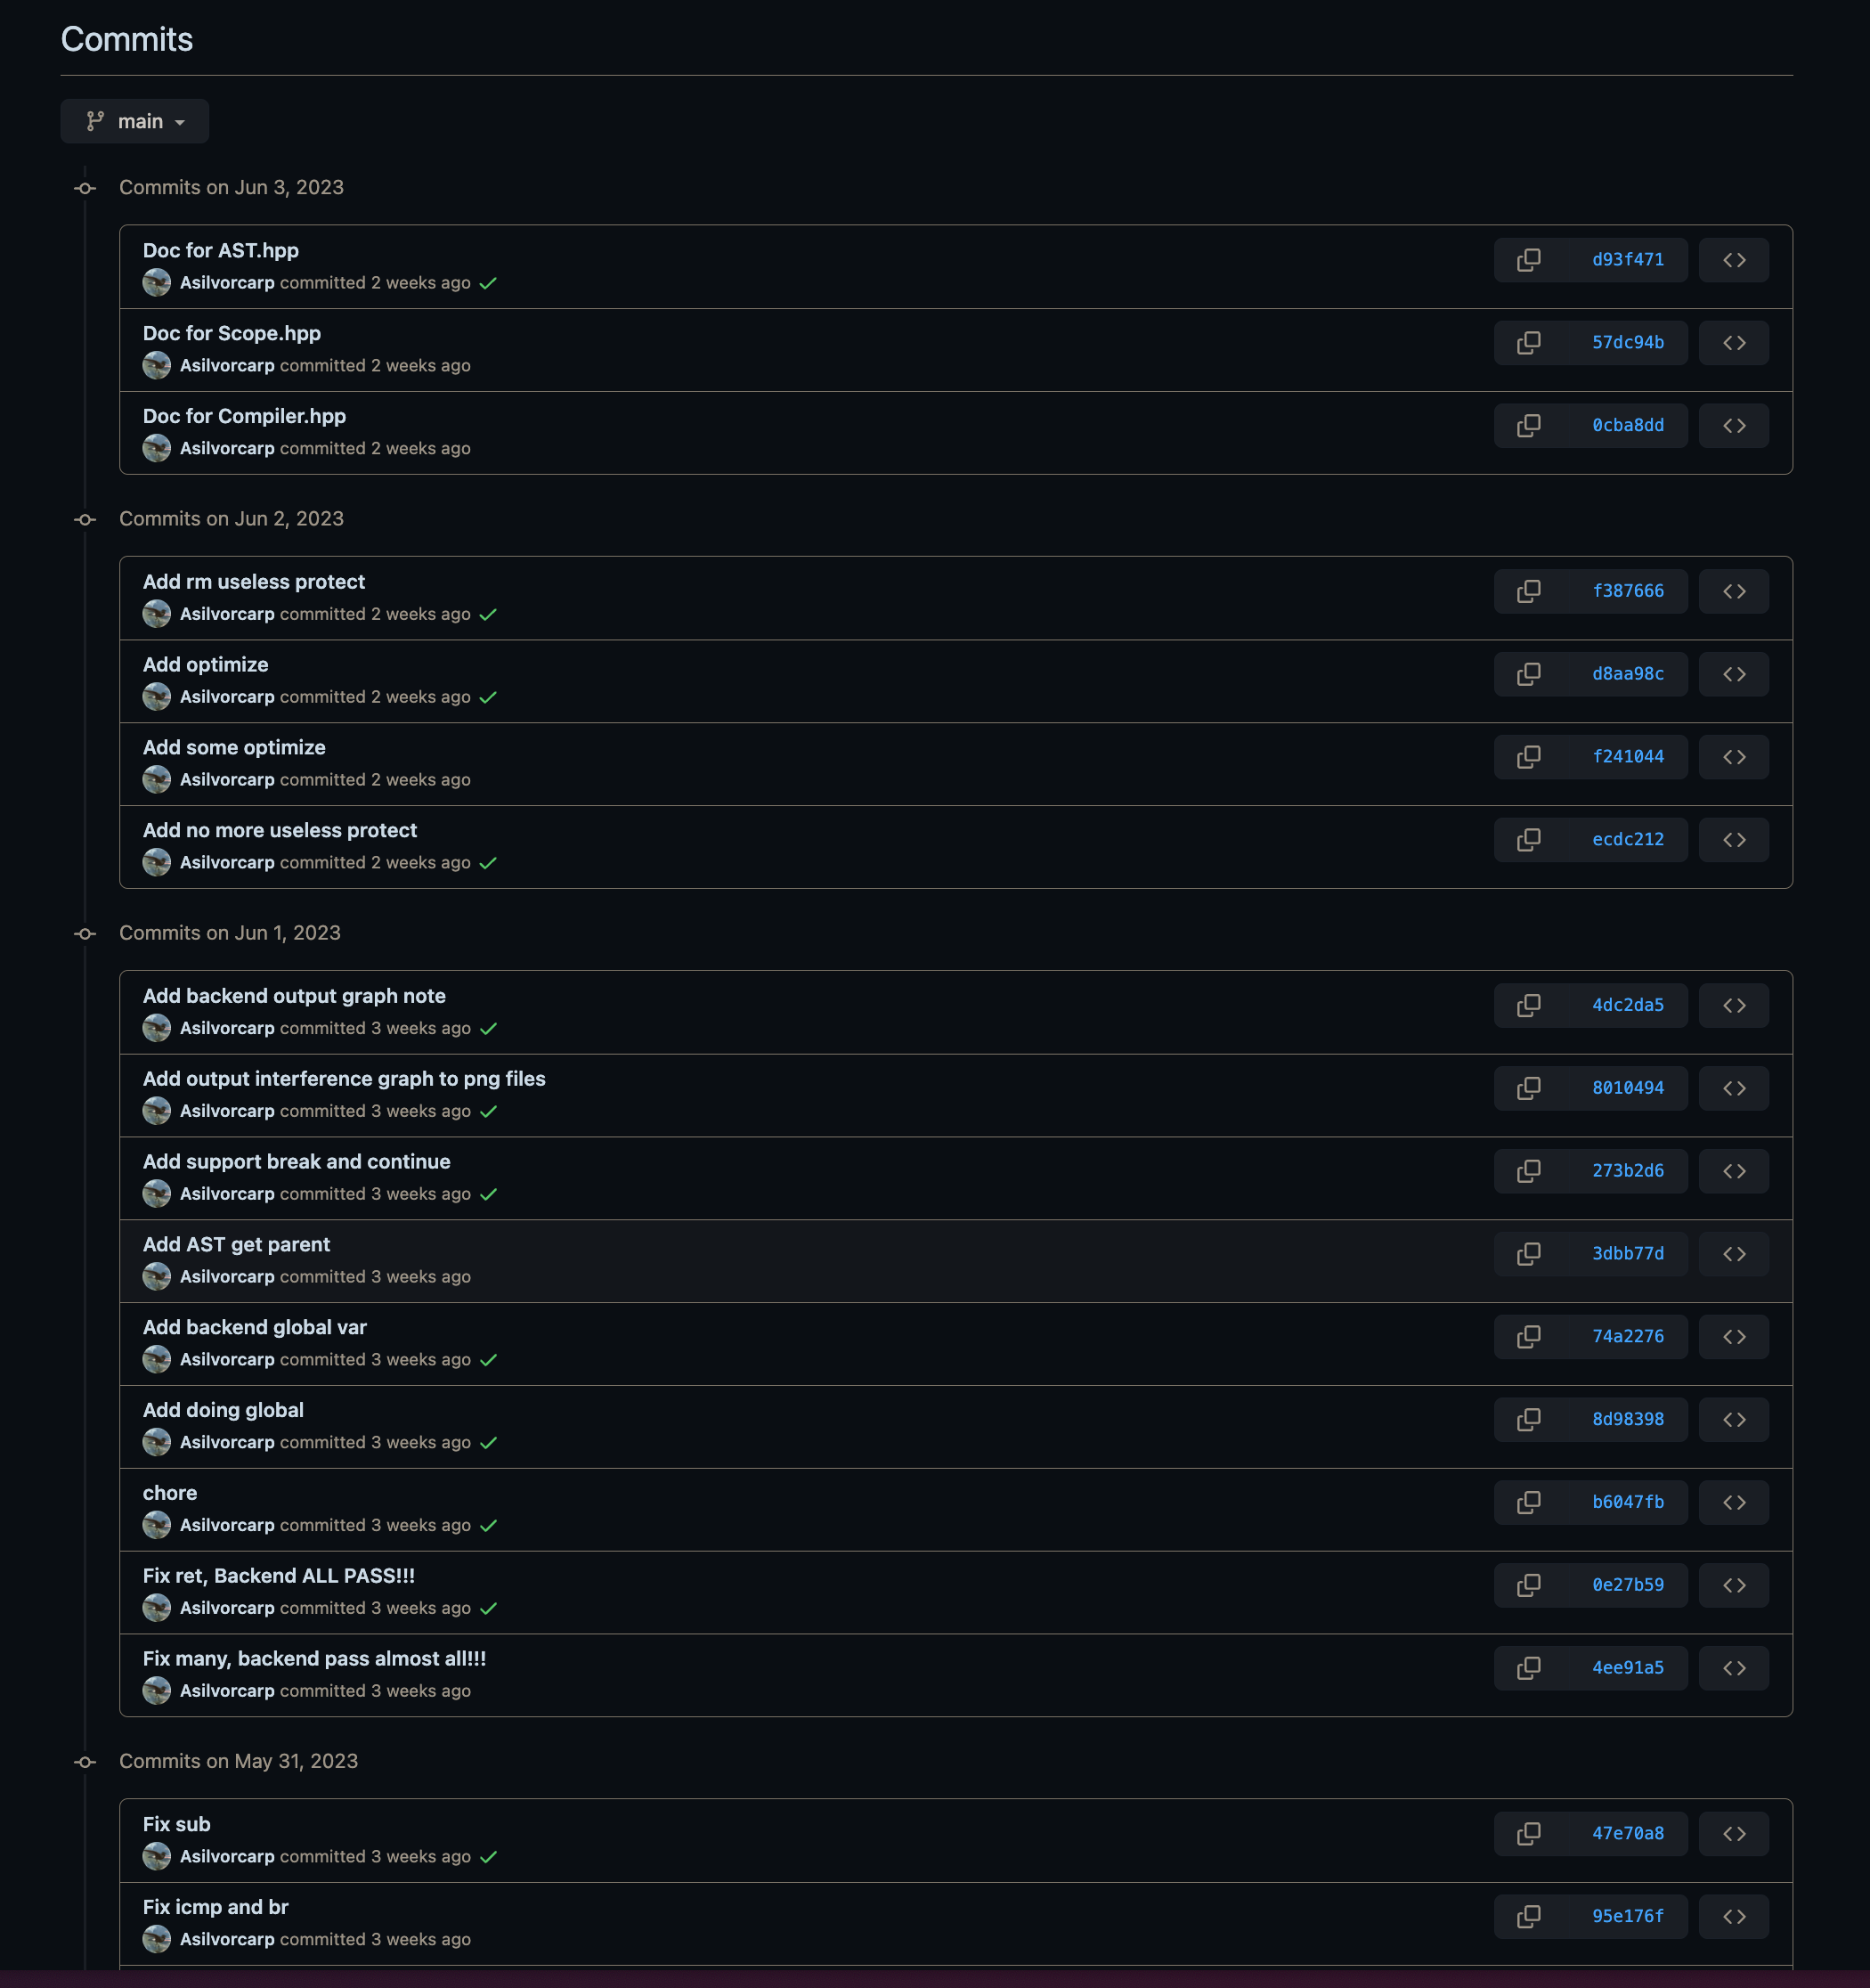 Commits
main
Commits on Jun 3, 2023
Doc for AST.hpp
d93f471
Asilvorcarp committed 2 weeks ago
Doc for Scope.hpp
57dc94b
Asilvorcarp committed 2 weeks ago
Doc for Compiler.hpp
0cba8dd
Asilvorcarp committed 2 weeks ago
Commits on Jun 2, 2023
Add rm useless protect
f387666
Asilvorcarp committed 2 weeks ago
Add optimize
d8aa98c
Asilvorcarp committed 2 weeks ago
Add some optimize
f241044
Asilvorcarp committed 2 weeks ago
Add no more useless protect
ecdc212
Asilvorcarp committed 2 weeks ago
Commits on Jun 1, 2023
Add backend output graph note
4dc2da5
Asilvorcarp committed 3 weeks ago
Add output interference graph to png files
8010494
Asilvorcarp committed 3 weeks ago
Add support break and continue
273b2d6
Asilvorcarp committed 3 weeks ago
Add AST get parent
3dbb77d
Asilvorcarp committed 3 weeks ago
Add backend global var
74a2276
Asilvorcarp committed 3 weeks ago
Add doing global
8d98398
Asilvorcarp committed 3 weeks ago
chore
b6047fb
Asilvorcarp committed 3 weeks ago
Fix ret, Backend ALL PASS!!!
0e27b59
Asilvorcarp committed 3 weeks ago
Fix many, backend pass almost all!!!
4ee91a5
Asilvorcarp committed 3 weeks ago
Commits on May 31, 2023
Fix sub
47e70a8
Asilvorcarp committed 3 weeks ago
Fix icmp and br
95e176f
Asilvorcarp committed 3 weeks ago